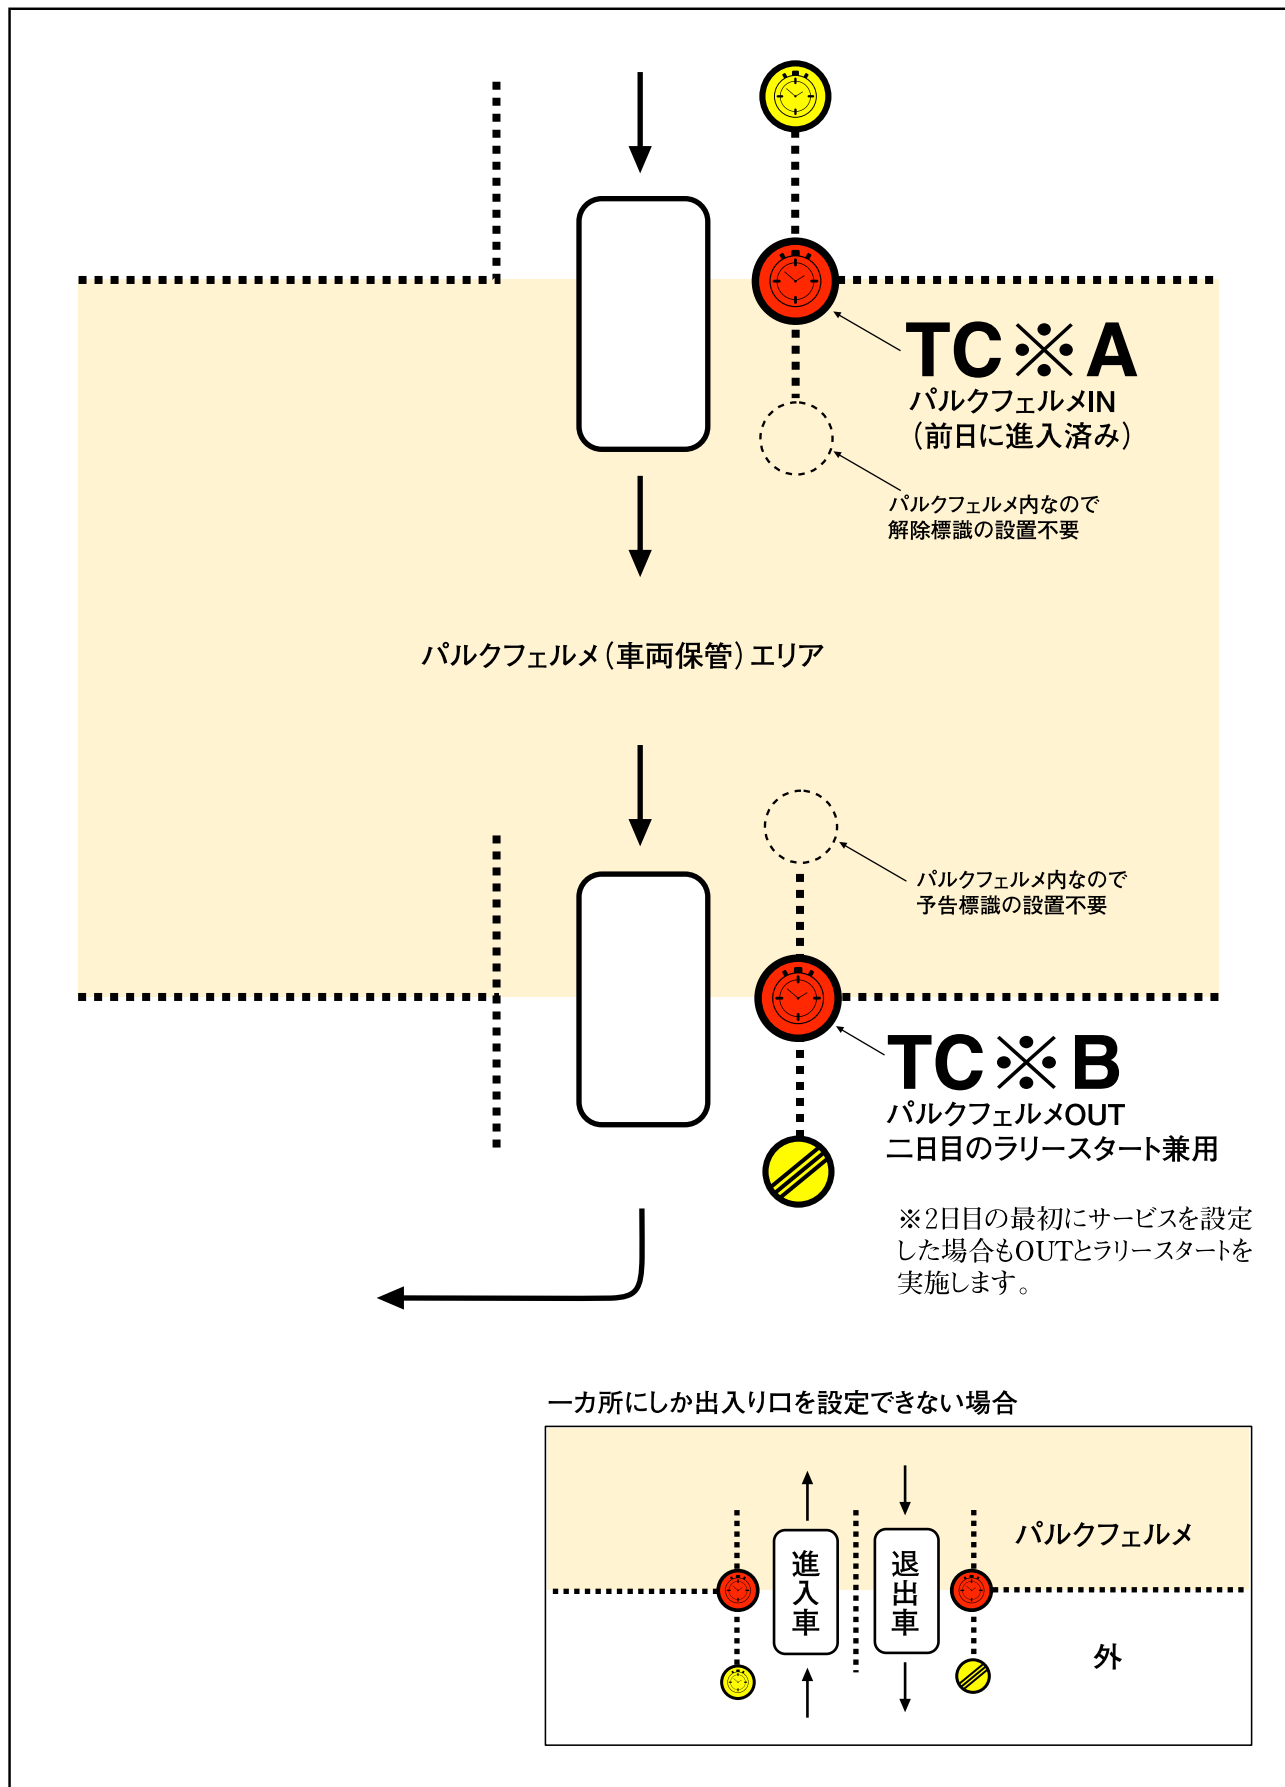 TC※A
パルクフェルメIN
（前日に進入済み）
パルクフェルメ内なので
解除標識の設置不要
パルクフェルメ（車両保管）エリア
パルクフェルメ内なので
予告標識の設置不要
TC※B
パルクフェルメOUT
二日目のラリースタート兼用
※2日目の最初にサービスを設定
した場合もOUTとラリースタートを
実施します。
一カ所にしか出入り口を設定できない場合
パルクフェルメ
進入車
退出車
外